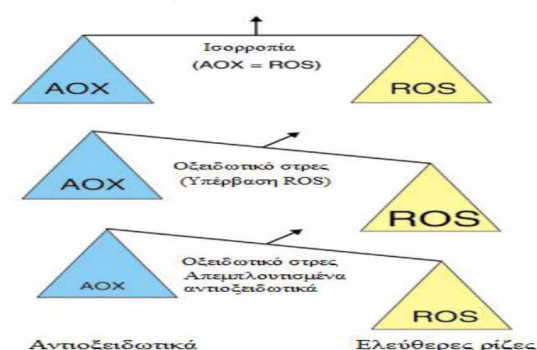 Ισορροπία
(AOX = ROS)
AOX
ROS
Οξειδωτικό στρες
(Υπέρβαση ROS)
AOX
ROS
Οξειδωτικό στρες
Απεμπλουτισμένα
αντιοξειδωτικά
AOX
ROS
Αντιοξειδωτικά
Ελεύθερες ρίζες